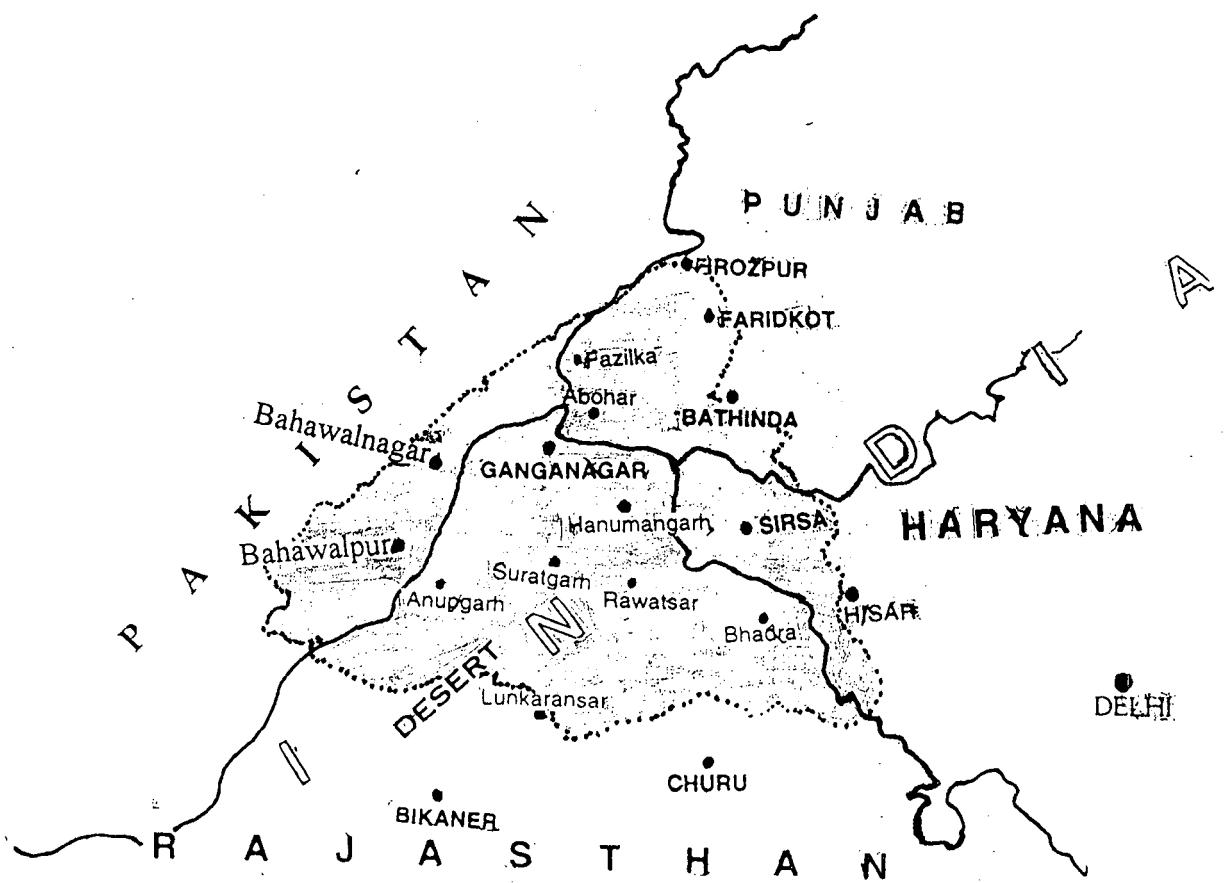 PUNJAB
PAKISTAN
INDIA
FIROZPUR
FARIDKOT
Fazilka
Abohar
BATHINDA
Bahawalnagar
GANGANAGAR
Hanumangarh
SIRSA
HARYANA
Bahawalpur
Suratgarh
Anupgarh
Rawatsar
HISAR
Bhadra
DESERT
Lunkaransar
DELHI
CHURU
BIKANER
RAJASTHAN